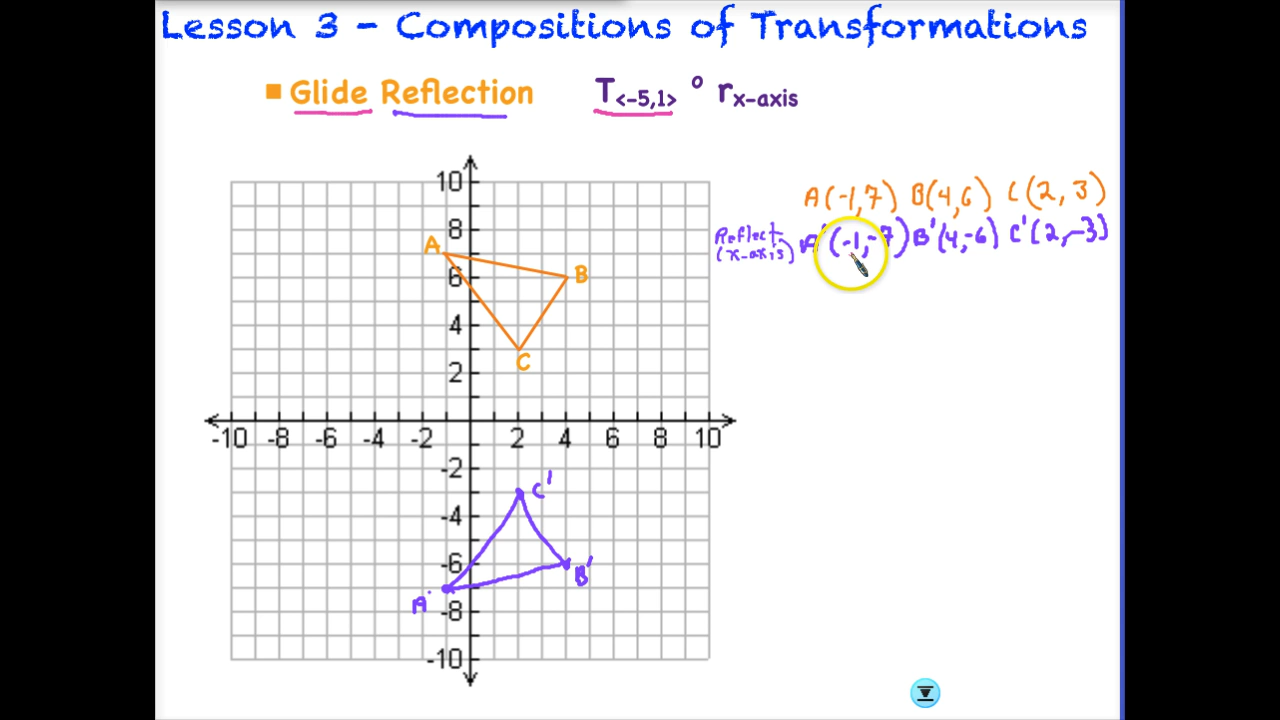 Lesson 3 - Compositions of Transformations
■ Glide Reflection T<-5,1> ° rx-axis
A(-1,7) B(4,6) C(2,3)
Reflect (x-axis) A'(-1,-7) B'(4,-6) C'(2,-3)
10
8
A
6
B
4
C
2
-10 -8 -6 -4 -2 2 4 6 8 10
-2
C'
-4
-6
B'
A'
-8
-10